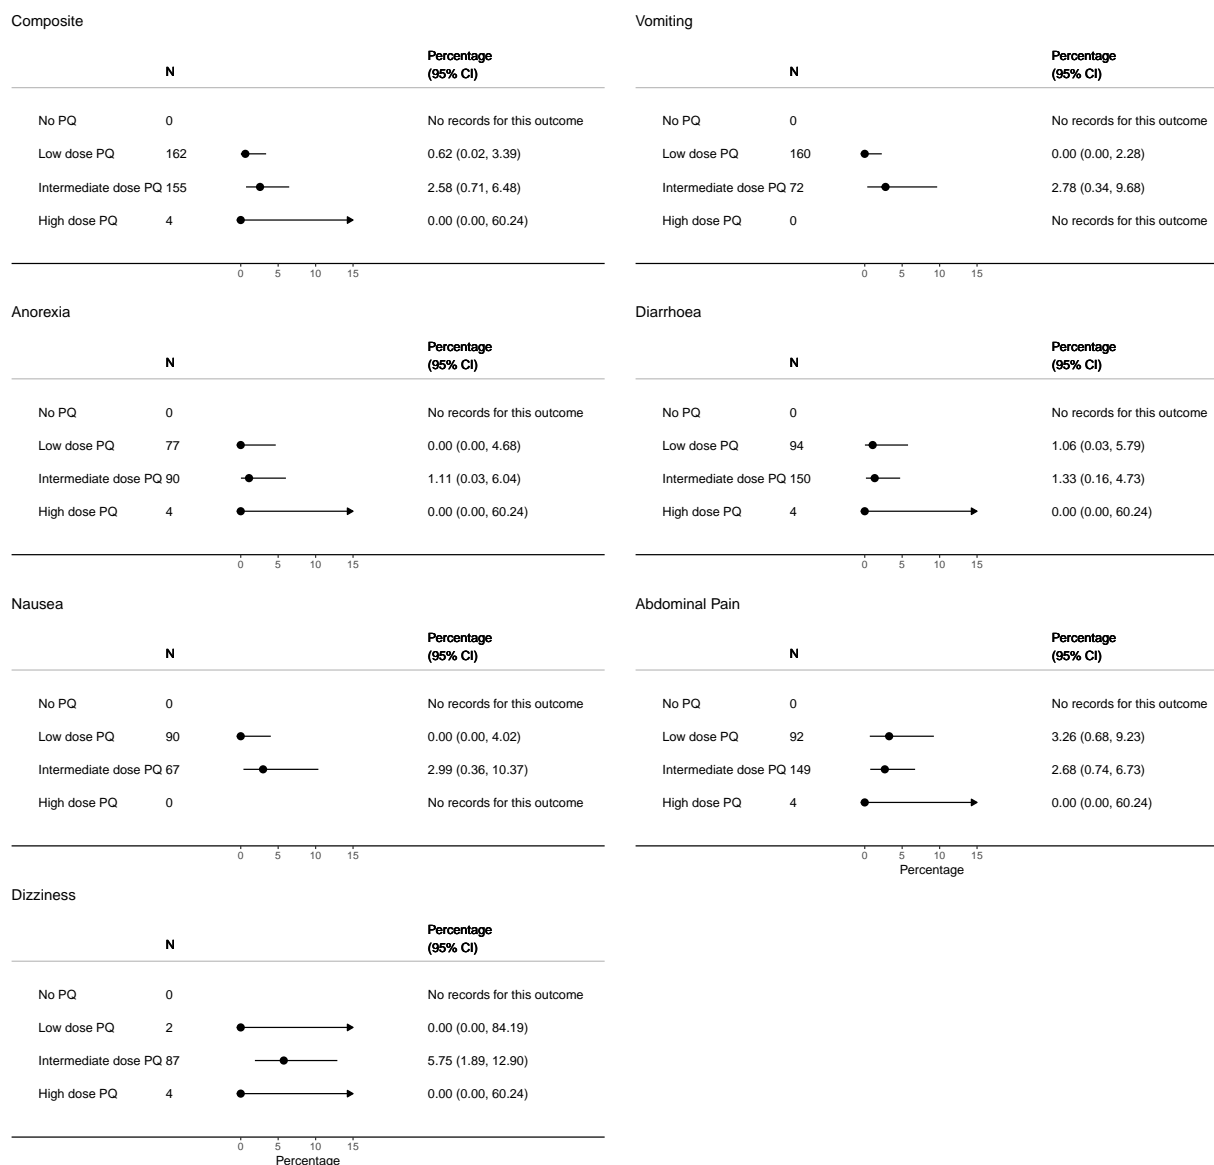 Composite
N Percentage
(95% CI)
No PQ 0 No records for this outcome
Low dose PQ 162 0.62 (0.02, 3.39)
Intermediate dose PQ 155 2.58 (0.71, 6.48)
High dose PQ 4 0.00 (0.00, 60.24)
0 5 10 15
Vomiting
N Percentage
(95% CI)
No PQ 0 No records for this outcome
Low dose PQ 160 0.00 (0.00, 2.28)
Intermediate dose PQ 72 2.78 (0.34, 9.68)
High dose PQ 0 No records for this outcome
0 5 10 15
Anorexia
N Percentage
(95% CI)
No PQ 0 No records for this outcome
Low dose PQ 77 0.00 (0.00, 4.68)
Intermediate dose PQ 90 1.11 (0.03, 6.04)
High dose PQ 4 0.00 (0.00, 60.24)
0 5 10 15
Diarrhoea
N Percentage
(95% CI)
No PQ 0 No records for this outcome
Low dose PQ 94 1.06 (0.03, 5.79)
Intermediate dose PQ 150 1.33 (0.16, 4.73)
High dose PQ 4 0.00 (0.00, 60.24)
0 5 10 15
Nausea
N Percentage
(95% CI)
No PQ 0 No records for this outcome
Low dose PQ 90 0.00 (0.00, 4.02)
Intermediate dose PQ 67 2.99 (0.36, 10.37)
High dose PQ 0 No records for this outcome
0 5 10 15
Abdominal Pain
N Percentage
(95% CI)
No PQ 0 No records for this outcome
Low dose PQ 92 3.26 (0.68, 9.23)
Intermediate dose PQ 149 2.68 (0.74, 6.73)
High dose PQ 4 0.00 (0.00, 60.24)
0 5 10 15
Percentage
Dizziness
N Percentage
(95% CI)
No PQ 0 No records for this outcome
Low dose PQ 2 0.00 (0.00, 84.19)
Intermediate dose PQ 87 5.75 (1.89, 12.90)
High dose PQ 4 0.00 (0.00, 60.24)
0 5 10 15
Percentage